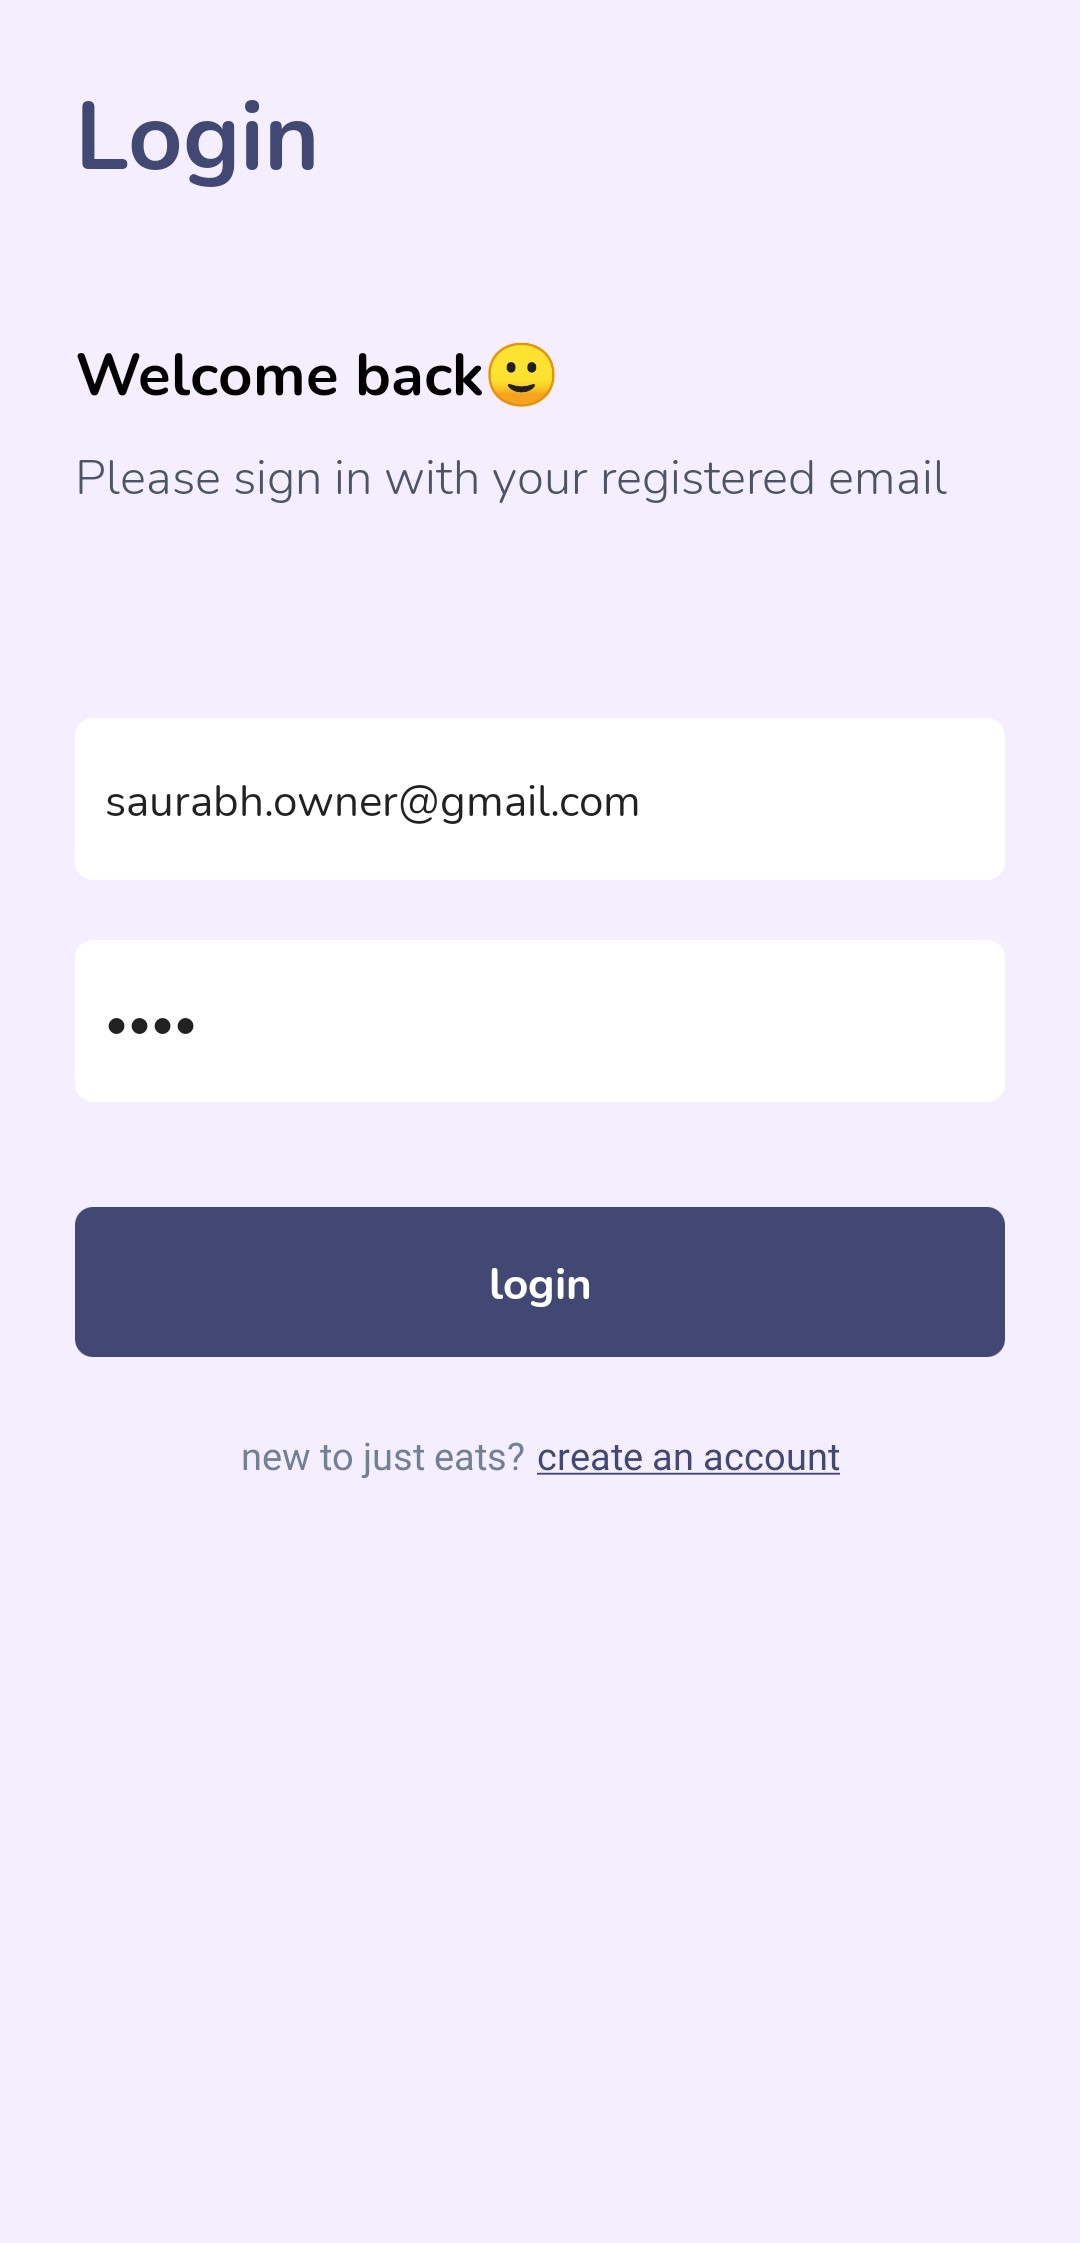 Login
Welcome back🙂
Please sign in with your registered email
saurabh.owner@gmail.com
••••
login
new to just eats? create an account